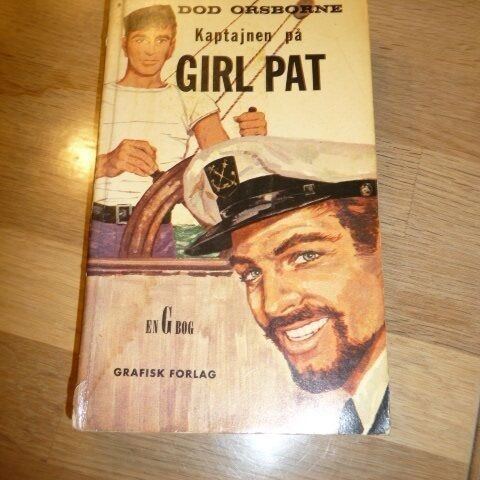 DOD ORSBORNE
Kaptajnen på
GIRL PAT
EN G BOG
GRAFISK FORLAG